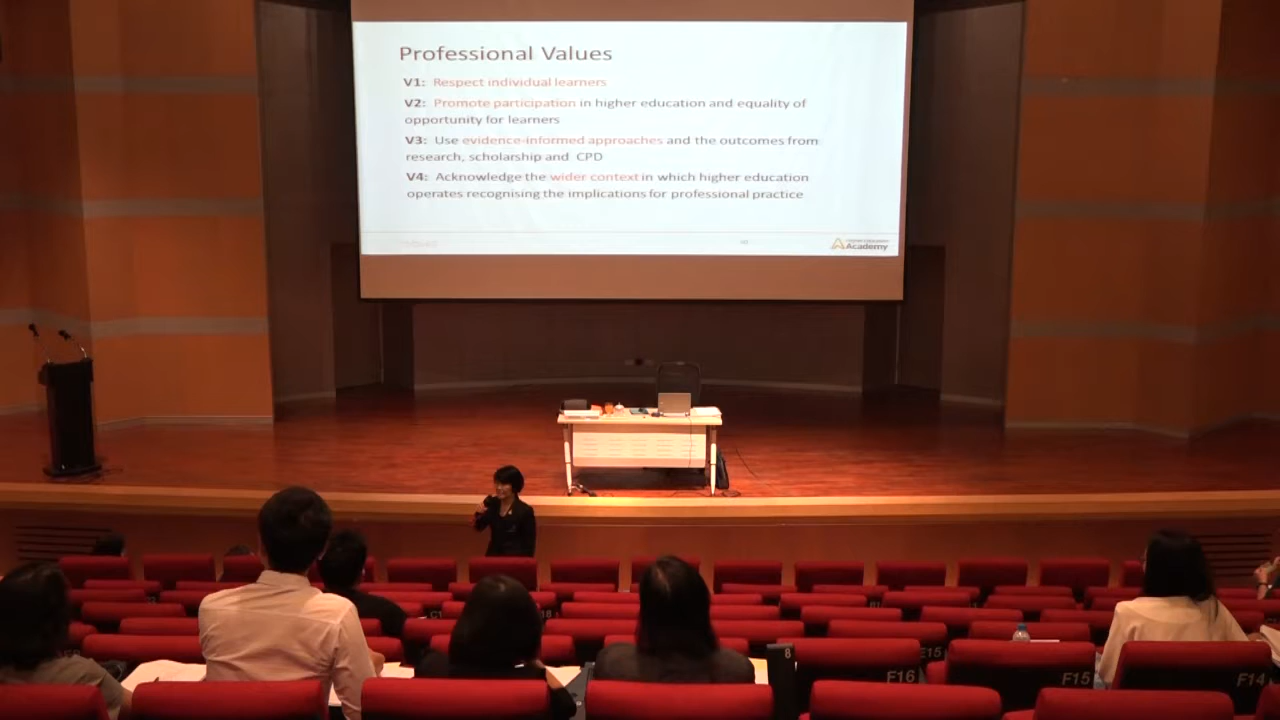 Professional Values
V1: Respect individual learners
V2: Promote participation in higher education and equality of
opportunity for learners
V3: Use evidence-informed approaches and the outcomes from
research, scholarship and CPD
V4: Acknowledge the wider context in which higher education
operates recognising the implications for professional practice
Academy
8
F16
E15
F15
F14